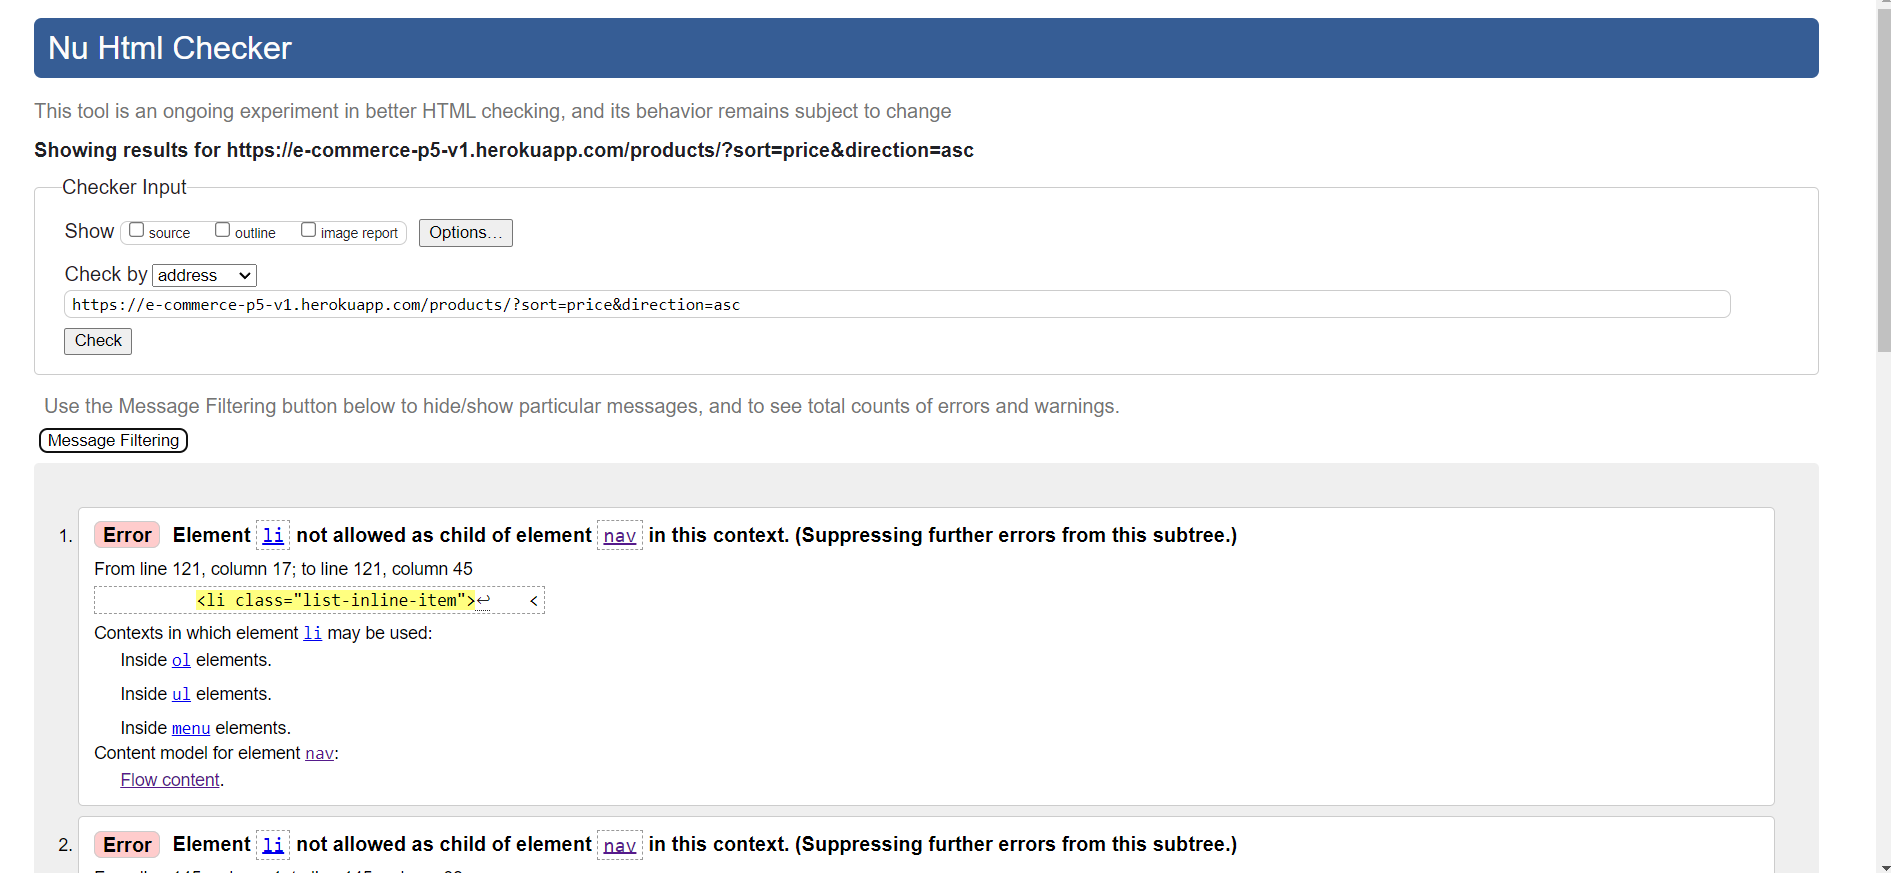 Nu Html Checker
This tool is an ongoing experiment in better HTML checking, and its behavior remains subject to change
Showing results for https://e-commerce-p5-v1.herokuapp.com/products/?sort=price&direction=asc
Checker Input
Show source outline image report Options...
Check by address
https://e-commerce-p5-v1.herokuapp.com/products/?sort=price&direction=asc
Check
Use the Message Filtering button below to hide/show particular messages, and to see total counts of errors and warnings.
Message Filtering
1. Error Element li not allowed as child of element nav in this context. (Suppressing further errors from this subtree.)
From line 121, column 17; to line 121, column 45
<li class="list-inline-item">↩ <
Contexts in which element li may be used:
Inside ol elements.
Inside ul elements.
Inside menu elements.
Content model for element nav:
Flow content.
2. Error Element li not allowed as child of element nav in this context. (Suppressing further errors from this subtree.)